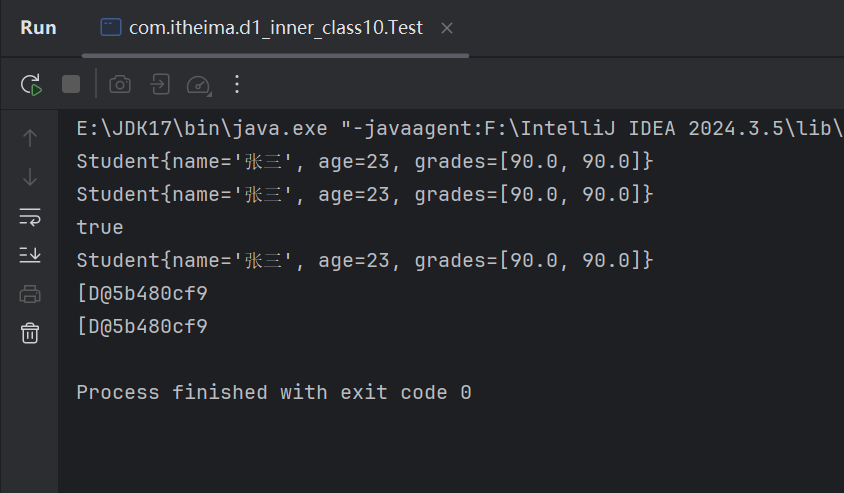 Run
com.itheima.d1_inner_class10.Test
E:\JDK17\bin\java.exe "-javaagent:F:\IntelliJ IDEA 2024.3.5\lib\
Student{name='张三', age=23, grades=[90.0, 90.0]}
Student{name='张三', age=23, grades=[90.0, 90.0]}
true
Student{name='张三', age=23, grades=[90.0, 90.0]}
[D@5b480cf9
[D@5b480cf9
Process finished with exit code 0